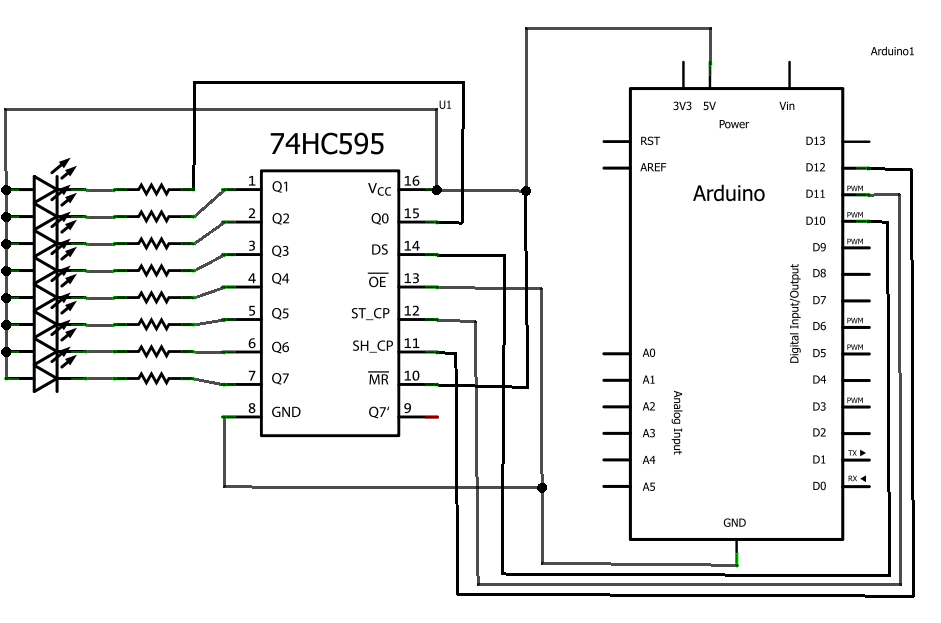 Arduino1
U1
74HC595
1 Q1 VCC 16
2 Q2 Q0 15
3 Q3 DS 14
4 Q4 OE 13
5 Q5 ST_CP 12
6 Q6 SH_CP 11
7 Q7 MR 10
8 GND Q7' 9
3V3 5V Vin
Power
RST D13
AREF D12
Arduino
D11 PWM
D10 PWM
D9 PWM
D8
D7
D6 PWM
D5 PWM
D4
D3 PWM
D2
D1 TX
D0 RX
Digital Input/Output
A0
A1
A2
A3
A4
A5
Analog Input
GND